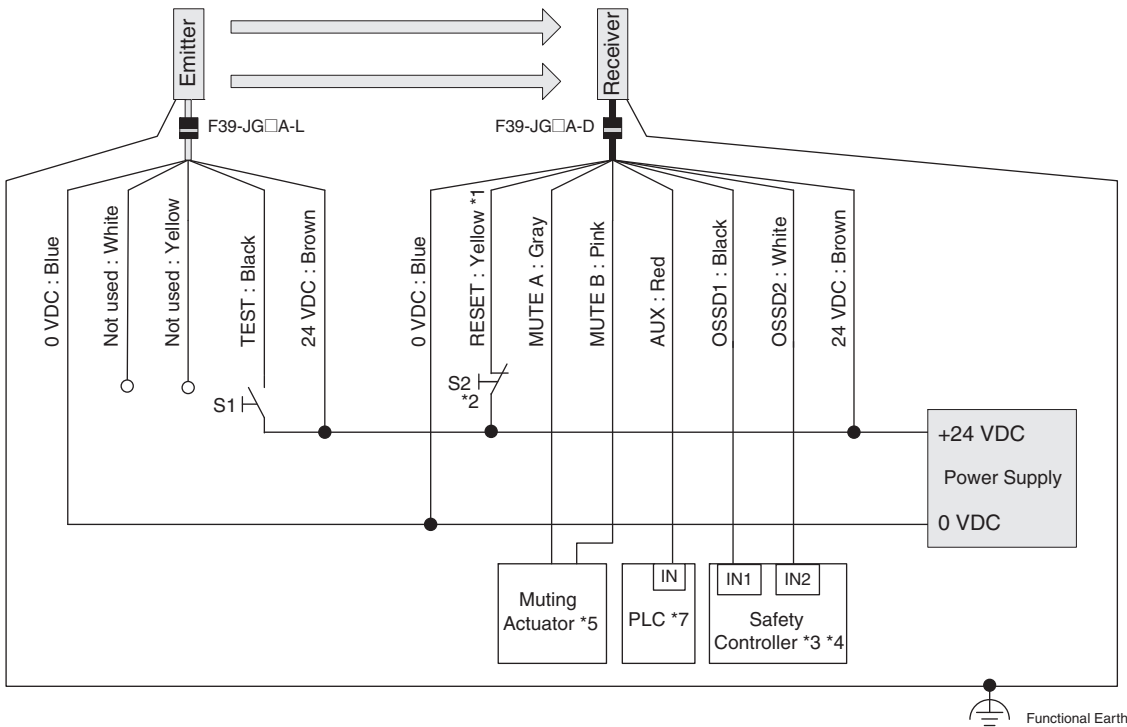 Emitter
Receiver
F39-JG□A-L
F39-JG□A-D
0 VDC : Blue
Not used : White
Not used : Yellow
TEST : Black
24 VDC : Brown
0 VDC : Blue
RESET : Yellow *1
MUTE A : Gray
MUTE B : Pink
AUX : Red
OSSD1 : Black
OSSD2 : White
24 VDC : Brown
S1
S2
*2
+24 VDC
Power Supply
0 VDC
Muting
Actuator *5
IN
PLC *7
IN1
IN2
Safety
Controller *3 *4
Functional Earth